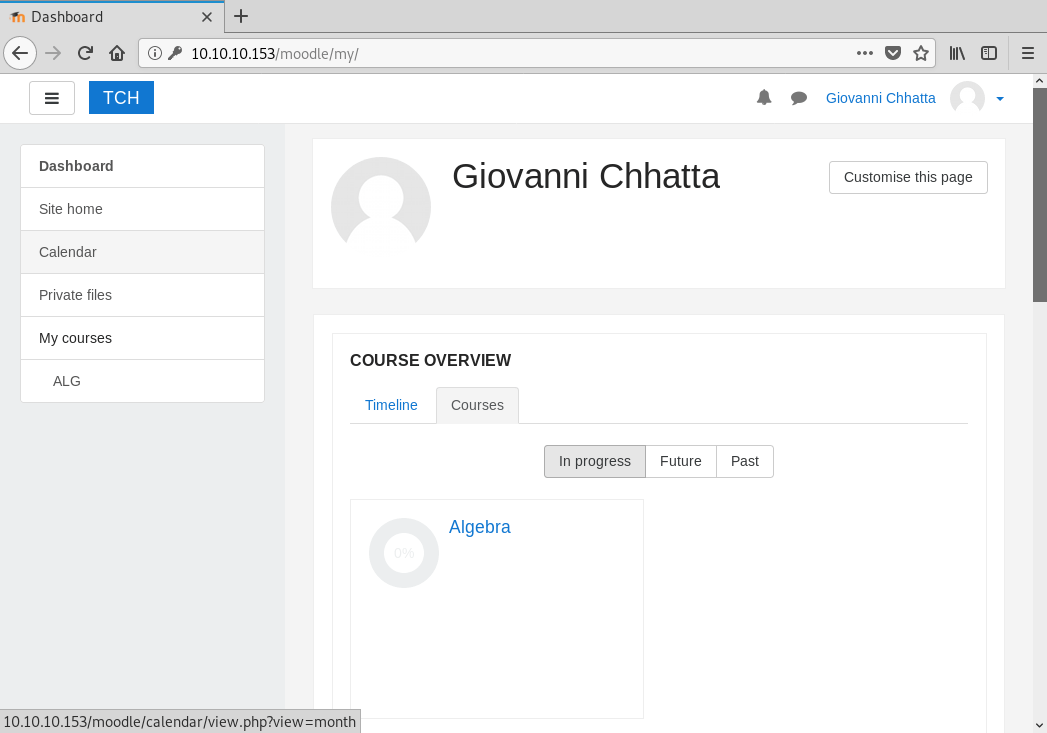 Dashboard
10.10.10.153/moodle/my/
TCH
Giovanni Chhatta
Dashboard
Site home
Calendar
Private files
My courses
ALG
Giovanni Chhatta
Customise this page
COURSE OVERVIEW
Timeline Courses
In progress Future Past
0%
Algebra
10.10.10.153/moodle/calendar/view.php?view=month